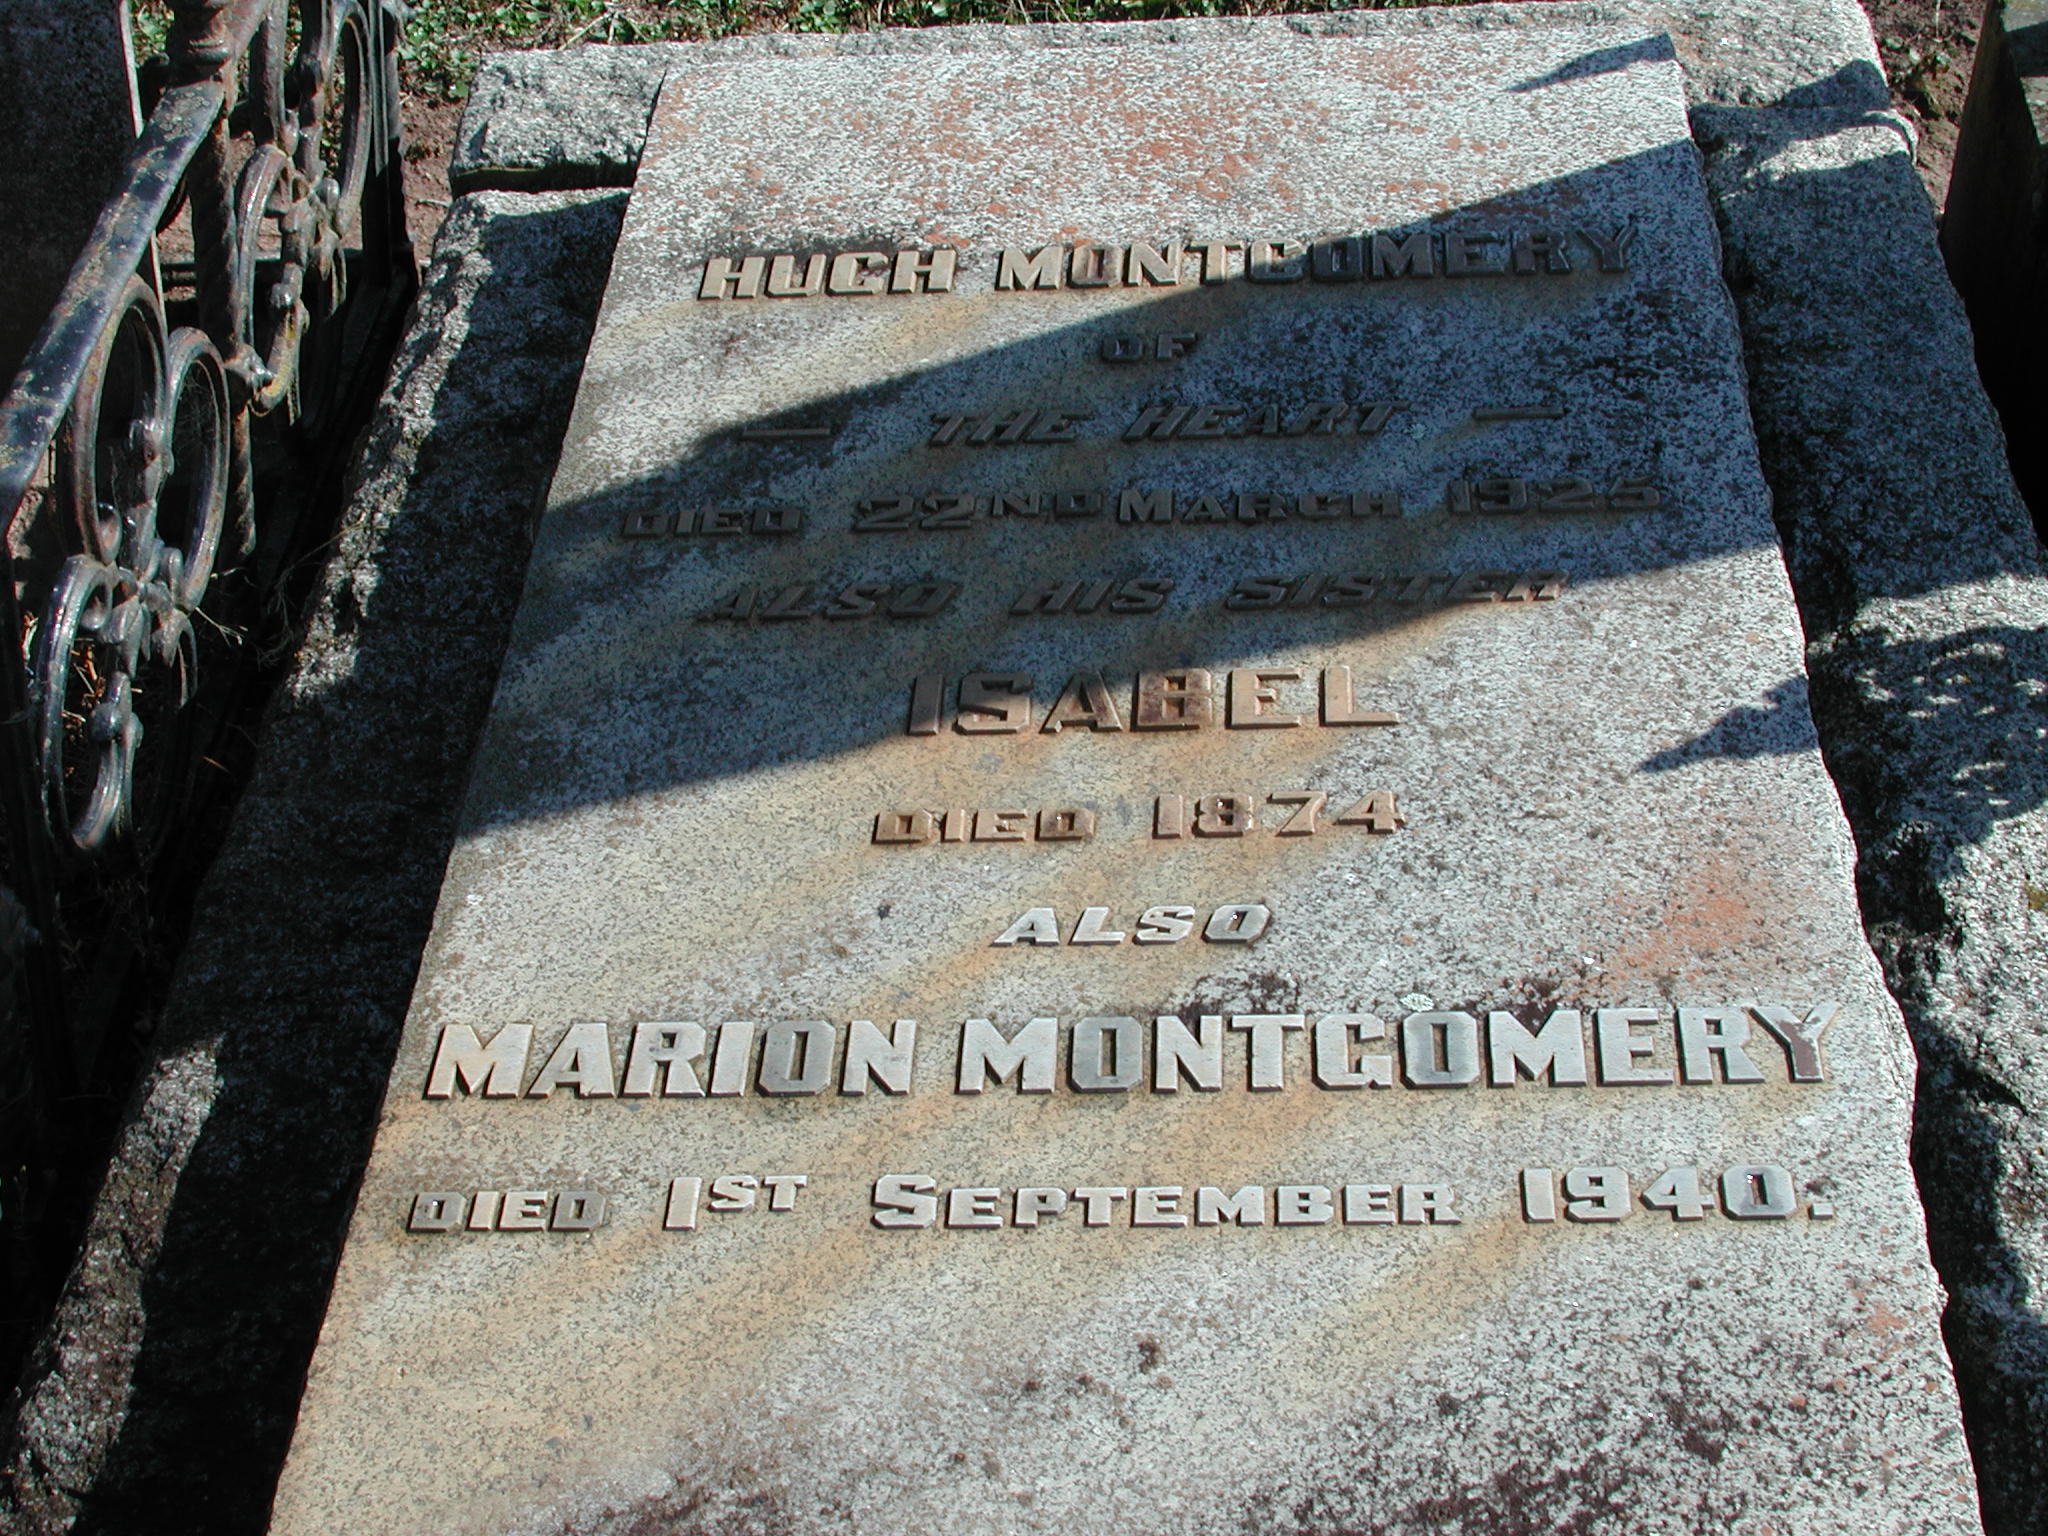 HUGH MONTGOMERY
OF
— THE HEART —
DIED 22ND MARCH 1925
ALSO HIS SISTER
ISABEL
DIED 1874
ALSO
MARION MONTGOMERY
DIED 1ST SEPTEMBER 1940.